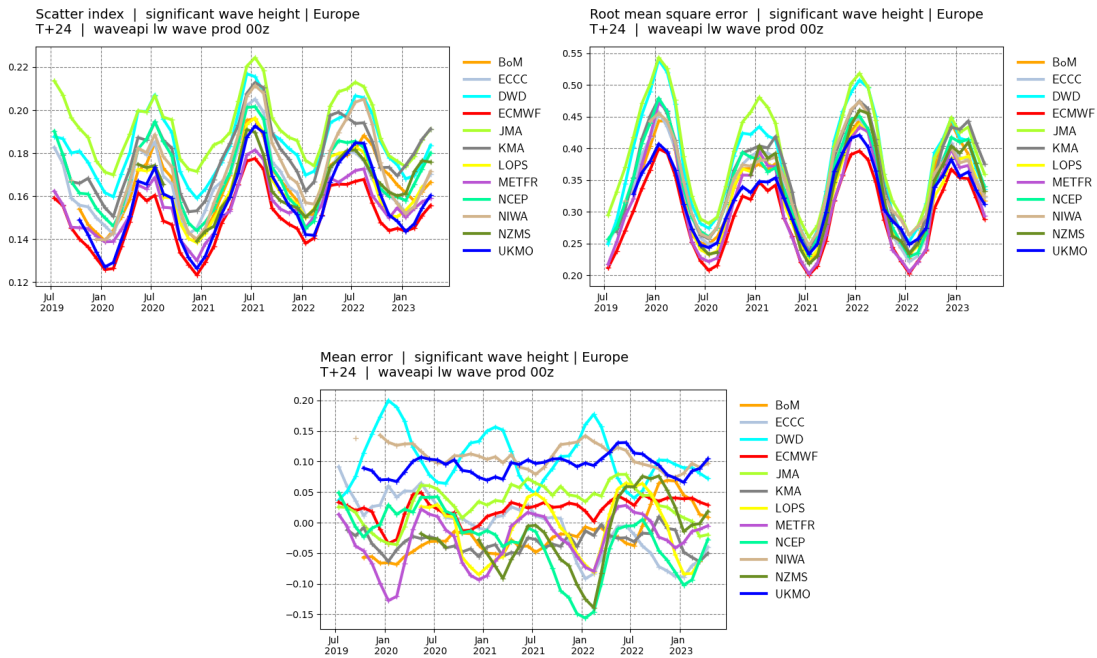 Scatter index | significant wave height | Europe
T+24 | waveapi lw wave prod 00z
0.22
0.20
0.18
0.16
0.14
0.12
Jul
2019
Jan
2020
Jul
2020
Jan
2021
Jul
2021
Jan
2022
Jul
2022
Jan
2023
BoM
ECCC
DWD
ECMWF
JMA
KMA
LOPS
METFR
NCEP
NIWA
NZMS
UKMO
Root mean square error | significant wave height | Europe
T+24 | waveapi lw wave prod 00z
0.55
0.50
0.45
0.40
0.35
0.30
0.25
0.20
Jul
2019
Jan
2020
Jul
2020
Jan
2021
Jul
2021
Jan
2022
Jul
2022
Jan
2023
BoM
ECCC
DWD
ECMWF
JMA
KMA
LOPS
METFR
NCEP
NIWA
NZMS
UKMO
Mean error | significant wave height | Europe
T+24 | waveapi lw wave prod 00z
0.20
0.15
0.10
0.05
0.00
−0.05
−0.10
−0.15
Jul
2019
Jan
2020
Jul
2020
Jan
2021
Jul
2021
Jan
2022
Jul
2022
Jan
2023
BoM
ECCC
DWD
ECMWF
JMA
KMA
LOPS
METFR
NCEP
NIWA
NZMS
UKMO